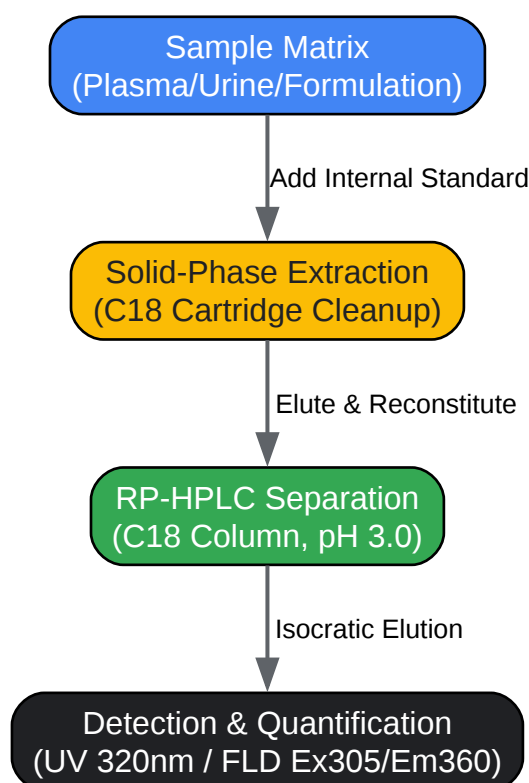 Sample Matrix
(Plasma/Urine/Formulation)
Add Internal Standard
Solid-Phase Extraction
(C18 Cartridge Cleanup)
Elute & Reconstitute
RP-HPLC Separation
(C18 Column, pH 3.0)
Isocratic Elution
Detection & Quantification
(UV 320nm / FLD Ex305/Em360)